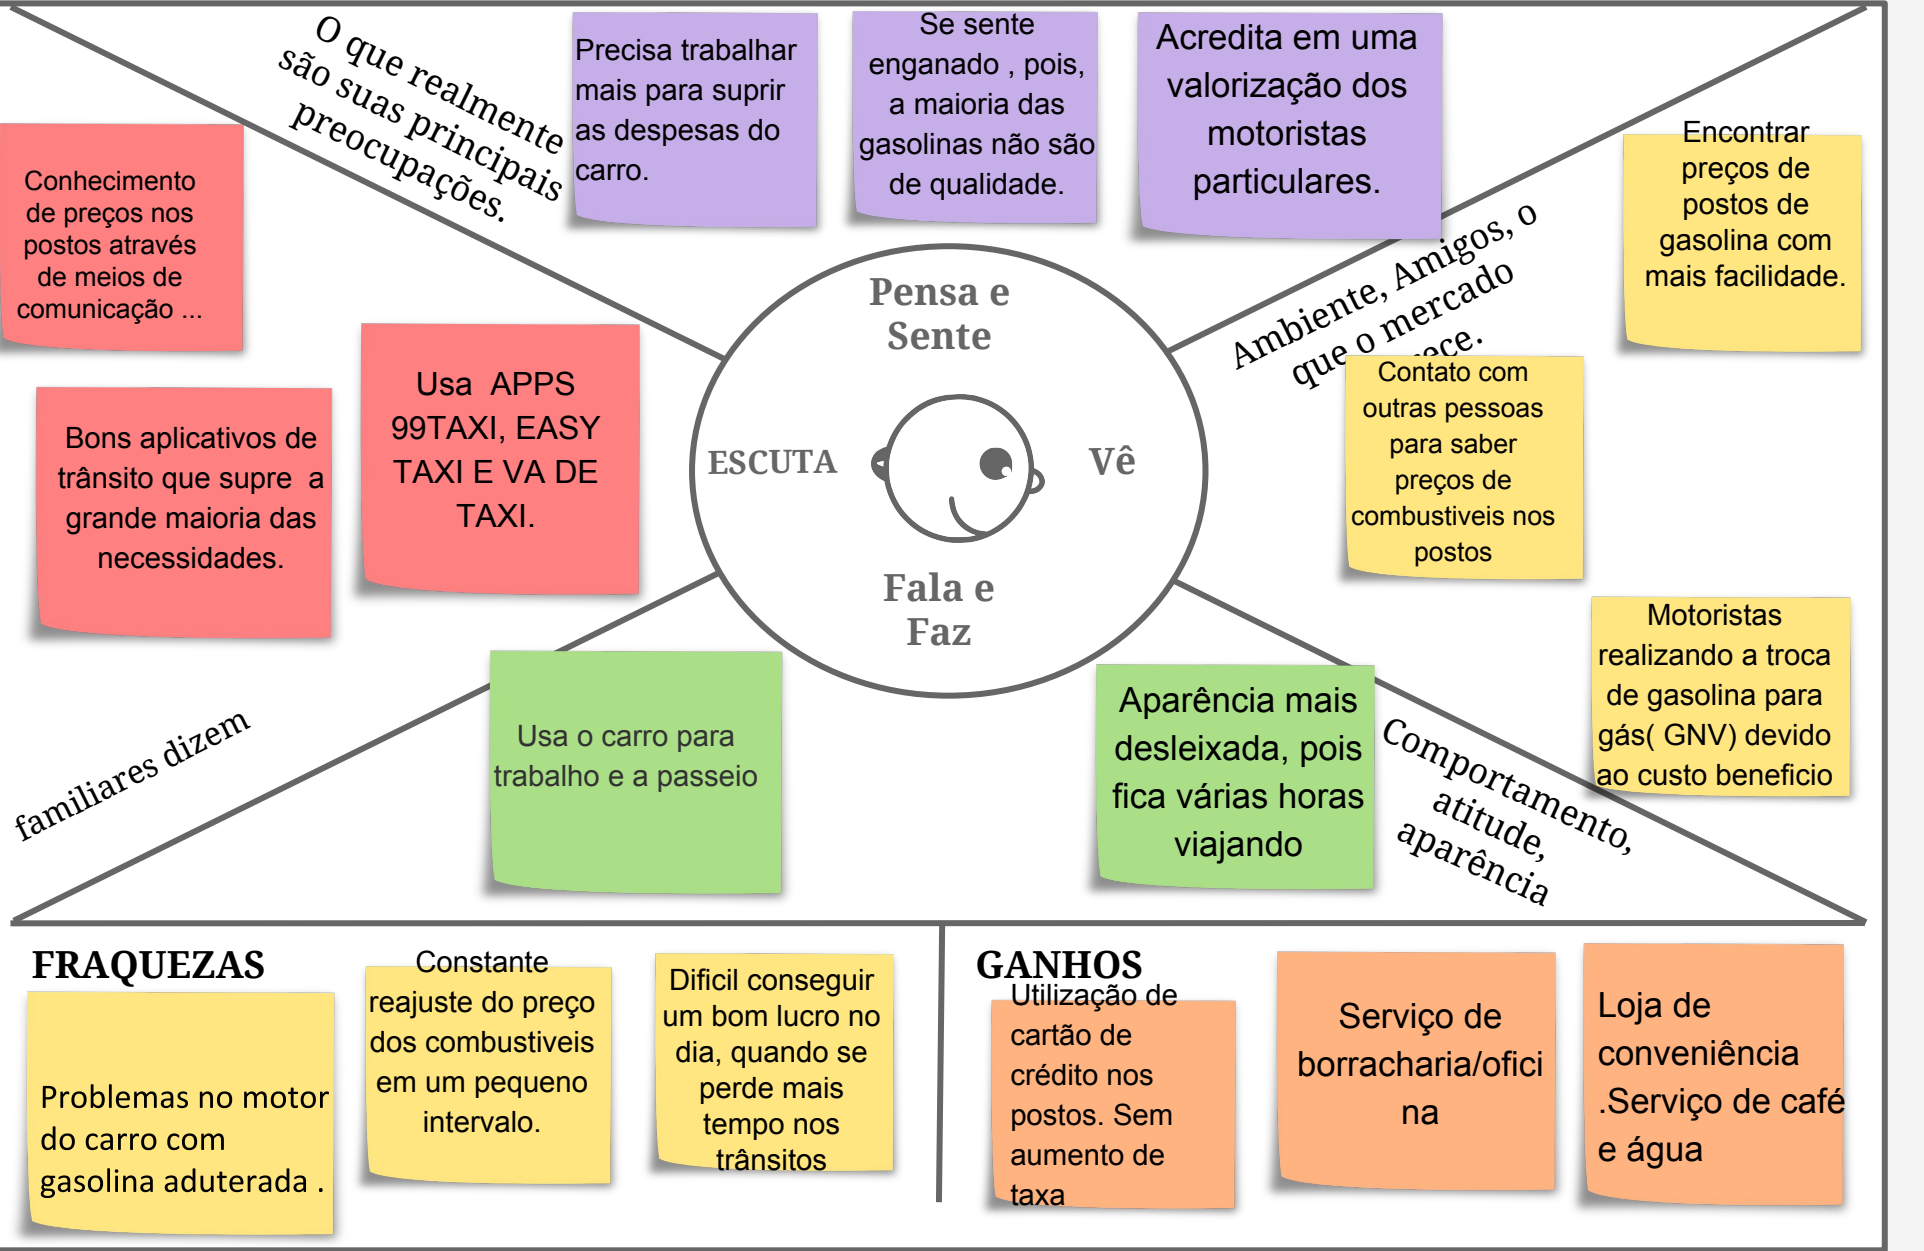 O que realmente
são suas principais
preocupações.
Precisa trabalhar
mais para suprir
as despesas do
carro.
Se sente
enganado , pois,
a maioria das
gasolinas não são
de qualidade.
Acredita em uma
valorização dos
motoristas
particulares.
Conhecimento
de preços nos
postos através
de meios de
comunicação ...
Bons aplicativos de
trânsito que supre a
grande maioria das
necessidades.
Usa APPS
99TAXI, EASY
TAXI E VA DE
TAXI.
Pensa e
Sente
ESCUTA
Vê
Fala e
Faz
Ambiente, Amigos, o
que o mercado
Encontrar
preços de
postos de
gasolina com
mais facilidade.
Contato com
outras pessoas
para saber
preços de
combustiveis nos
postos
Motoristas
realizando a troca
de gasolina para
gás( GNV) devido
ao custo beneficio
familiares dizem
Usa o carro para
trabalho e a passeio
Aparência mais
desleixada, pois
fica várias horas
viajando
Comportamento,
atitude,
aparência
FRAQUEZAS
Problemas no motor
do carro com
gasolina aduterada .
Constante
reajuste do preço
dos combustiveis
em um pequeno
intervalo.
Dificil conseguir
um bom lucro no
dia, quando se
perde mais
tempo nos
trânsitos
GANHOS
Utilização de
cartão de
crédito nos
postos. Sem
aumento de
taxa
Serviço de
borracharia/ofici
na
Loja de
conveniência
.Serviço de café
e água